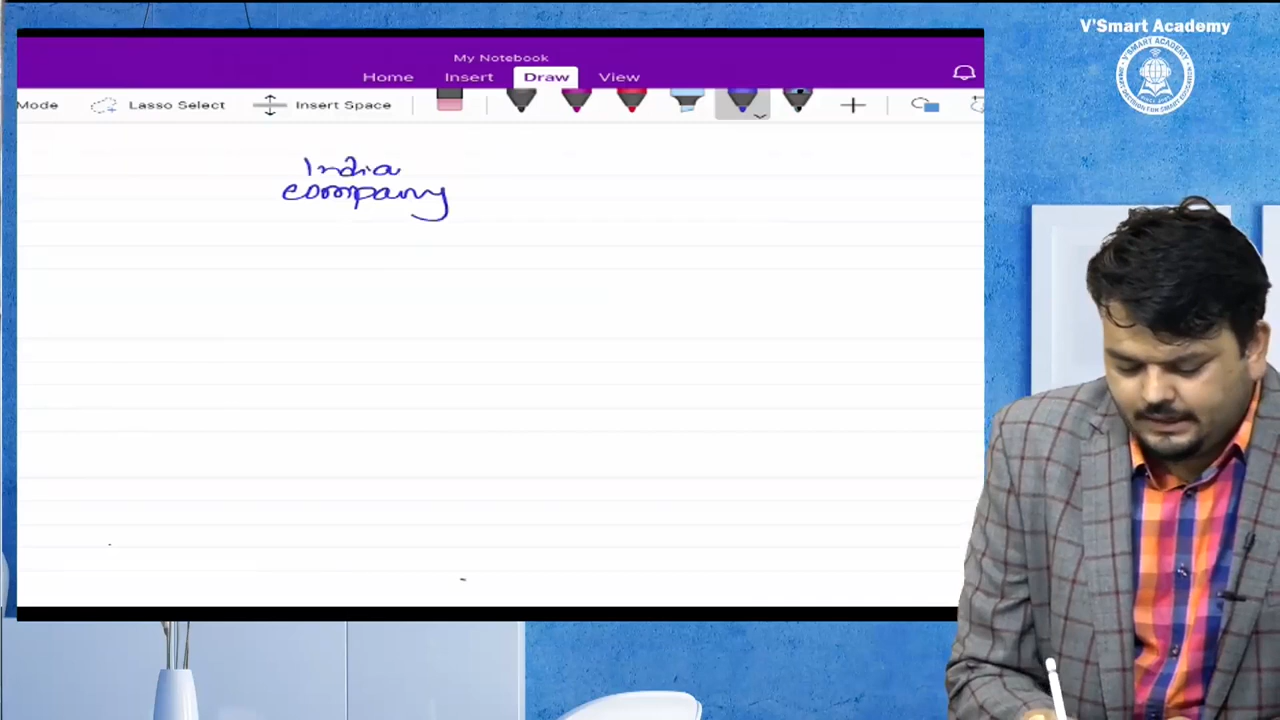 V'Smart Academy
My Notebook
Home Insert Draw View
Mode Lasso Select Insert Space
India
company